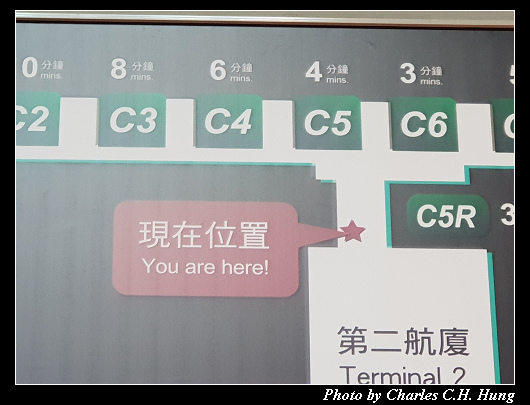 0 分鐘 mins. 8 分鐘 mins. 6 分鐘 mins. 4 分鐘 mins. 3 分鐘 mins.
C2 C3 C4 C5 C6
C5R 3
現在位置
You are here!
第二航廈
Terminal 2
Photo by Charles C.H. Hung